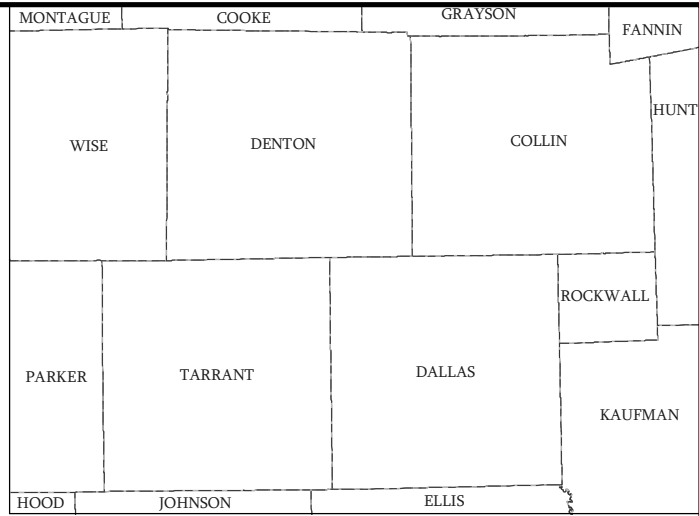 MONTAGUE
COOKE
GRAYSON
FANNIN
HUNT
WISE
DENTON
COLLIN
ROCKWALL
PARKER
TARRANT
DALLAS
KAUFMAN
HOOD
JOHNSON
ELLIS